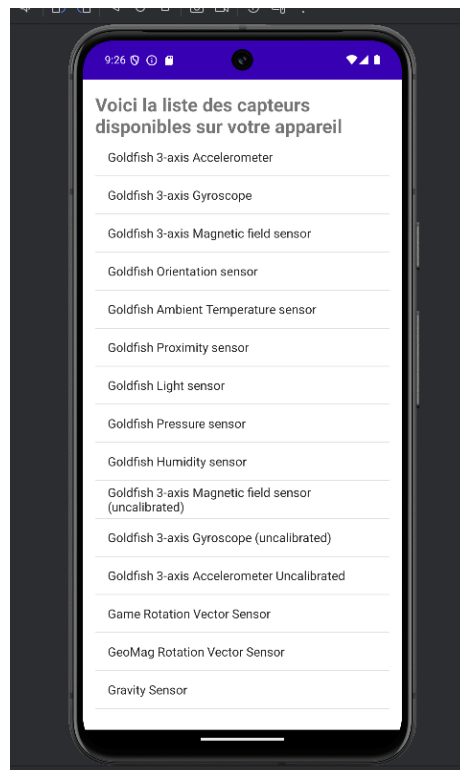 9:26
Voici la liste des capteurs
disponibles sur votre appareil
Goldfish 3-axis Accelerometer
Goldfish 3-axis Gyroscope
Goldfish 3-axis Magnetic field sensor
Goldfish Orientation sensor
Goldfish Ambient Temperature sensor
Goldfish Proximity sensor
Goldfish Light sensor
Goldfish Pressure sensor
Goldfish Humidity sensor
Goldfish 3-axis Magnetic field sensor
(uncalibrated)
Goldfish 3-axis Gyroscope (uncalibrated)
Goldfish 3-axis Accelerometer Uncalibrated
Game Rotation Vector Sensor
GeoMag Rotation Vector Sensor
Gravity Sensor